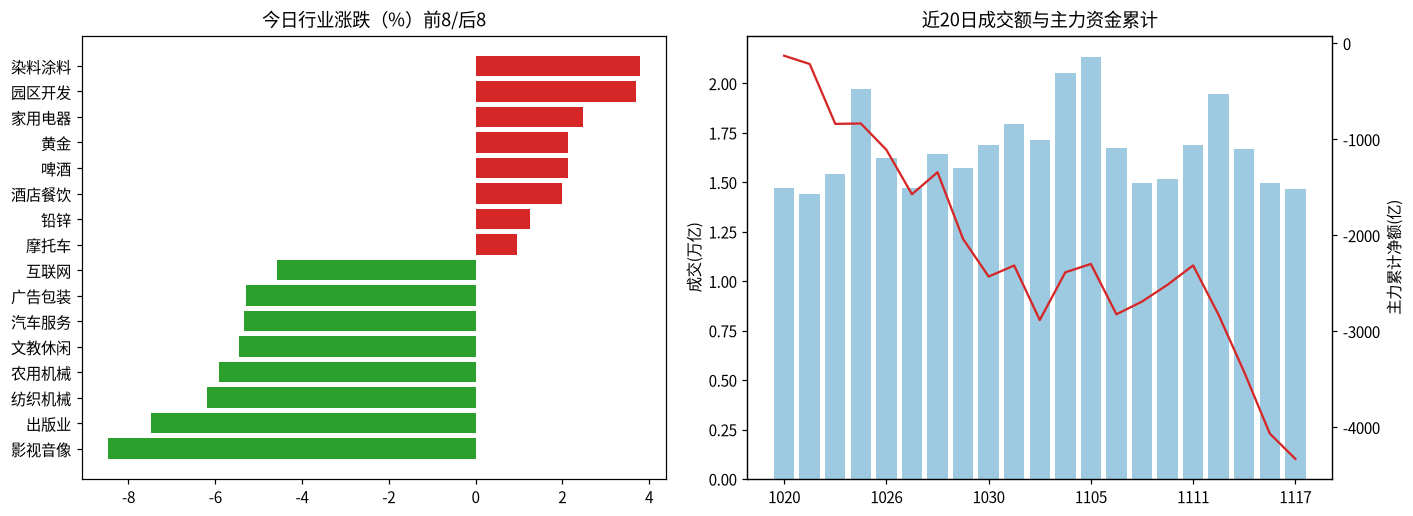 今日行业涨跌（%）前8/后8
染料涂料
园区开发
家用电器
黄金
啤酒
酒店餐饮
铅锌
摩托车
互联网
广告包装
汽车服务
文教休闲
农用机械
纺织机械
出版业
影视音像
-8
-6
-4
-2
0
2
4
近20日成交额与主力资金累计
成交(万亿)
2.00
1.75
1.50
1.25
1.00
0.75
0.50
0.25
0.00
1020
1026
1030
1105
1111
1117
0
-1000
-2000
-3000
-4000
主力累计净额(亿)